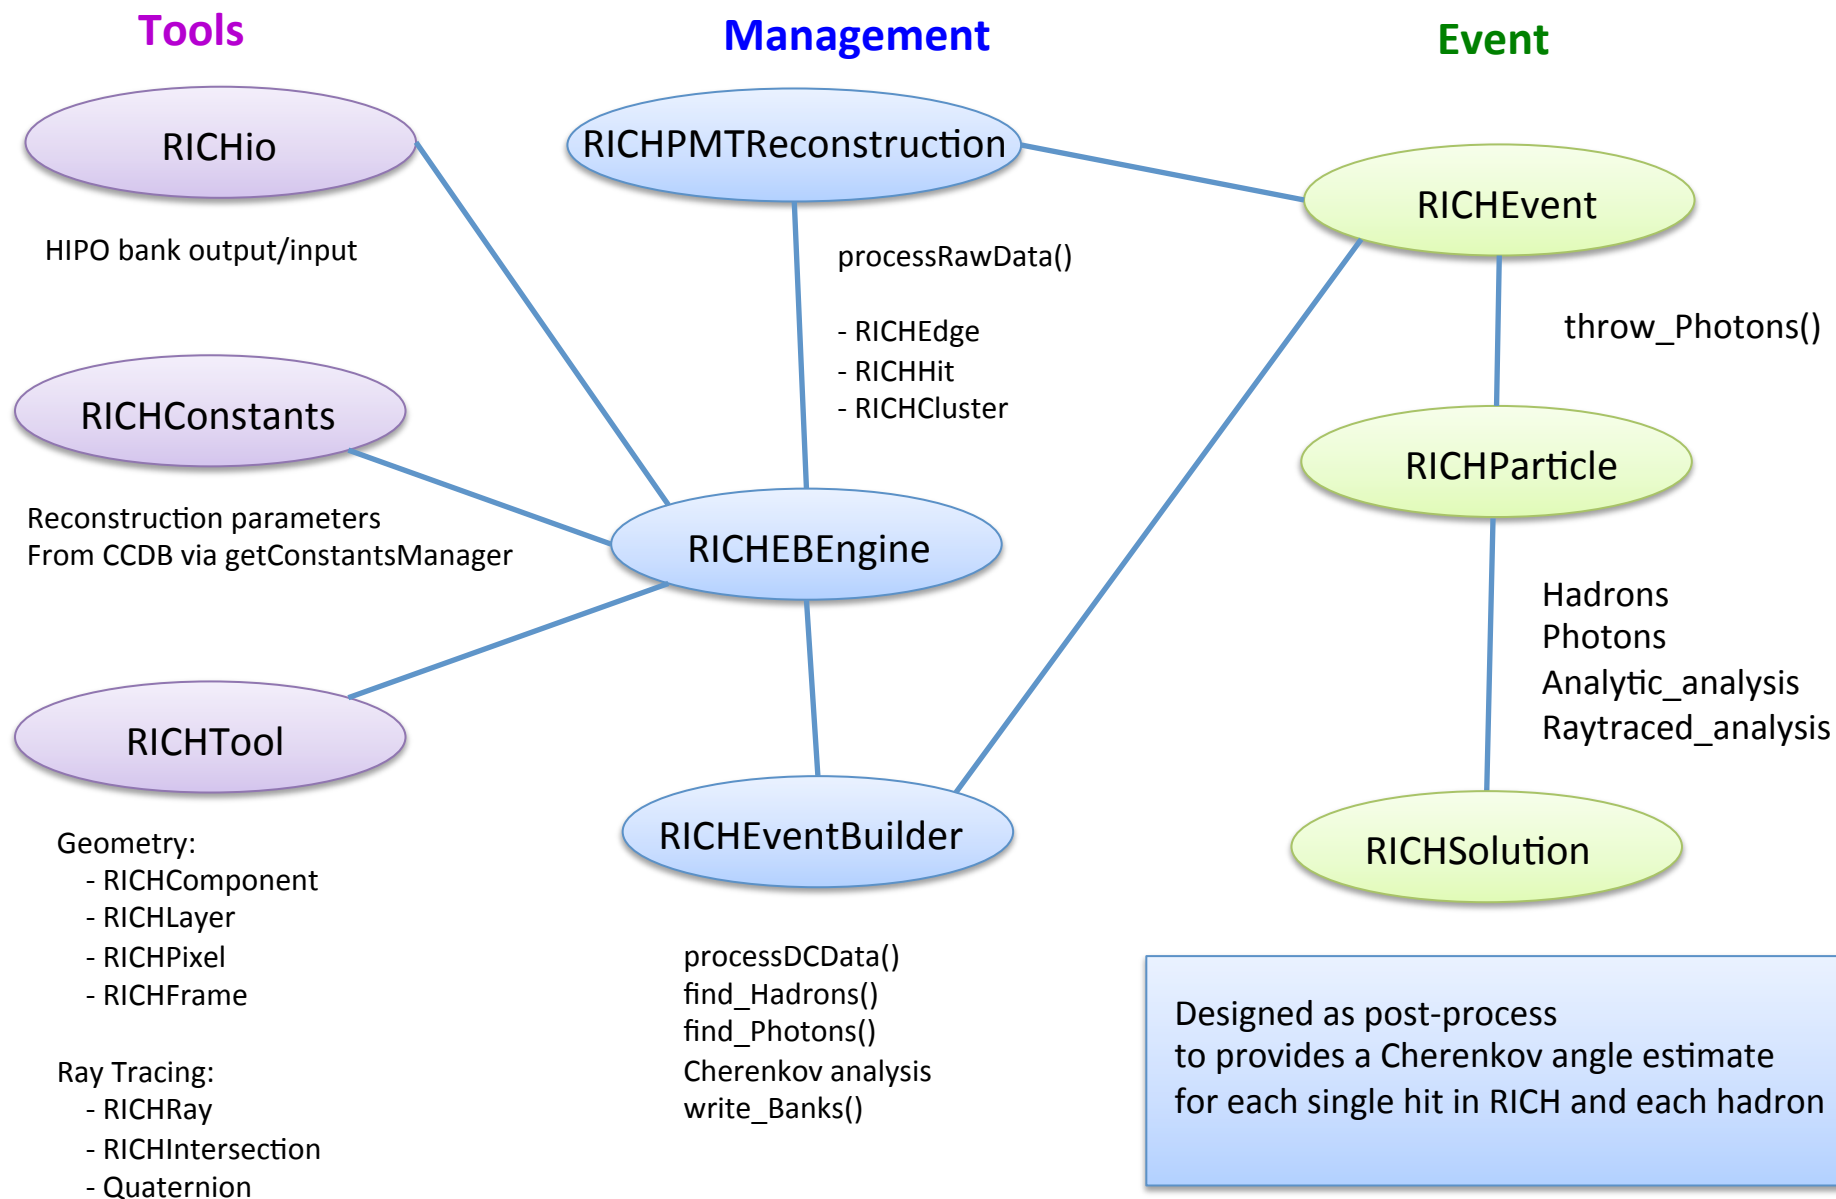 Tools
Management
Event
RICHio
HIPO bank output/input
RICHConstants
Reconstruction parameters
From CCDB via getConstantsManager
RICHTool
Geometry:
- RICHComponent
- RICHLayer
- RICHPixel
- RICHFrame
Ray Tracing:
- RICHRay
- RICHIntersection
- Quaternion
RICHPMTReconstruction
processRawData()
- RICHEdge
- RICHHit
- RICHCluster
RICHEBEngine
RICHEventBuilder
processDCData()
find_Hadrons()
find_Photons()
Cherenkov analysis
write_Banks()
RICHEvent
throw_Photons()
RICHParticle
Hadrons
Photons
Analytic_analysis
Raytraced_analysis
RICHSolution
Designed as post-process
to provides a Cherenkov angle estimate
for each single hit in RICH and each hadron